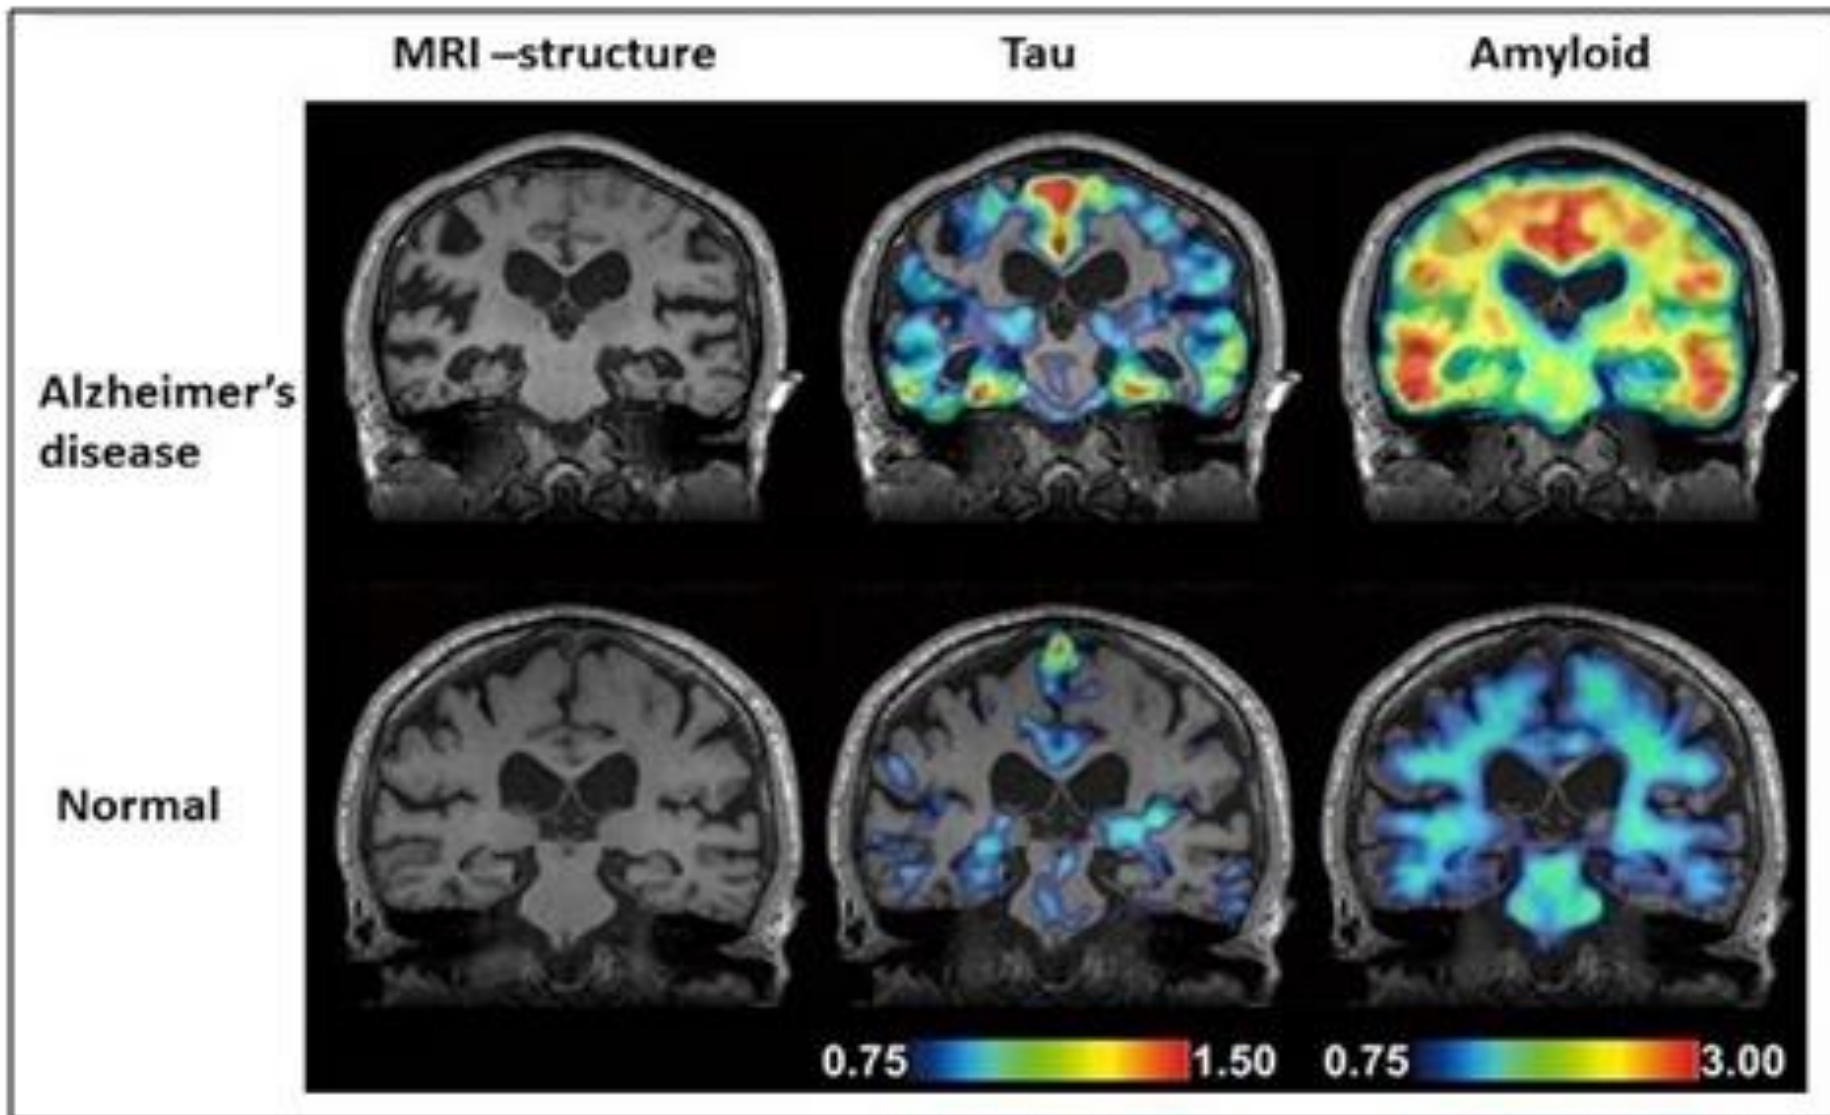 MRI –structure
Tau
Amyloid
Alzheimer's
disease
Normal
0.75
1.50
0.75
3.00